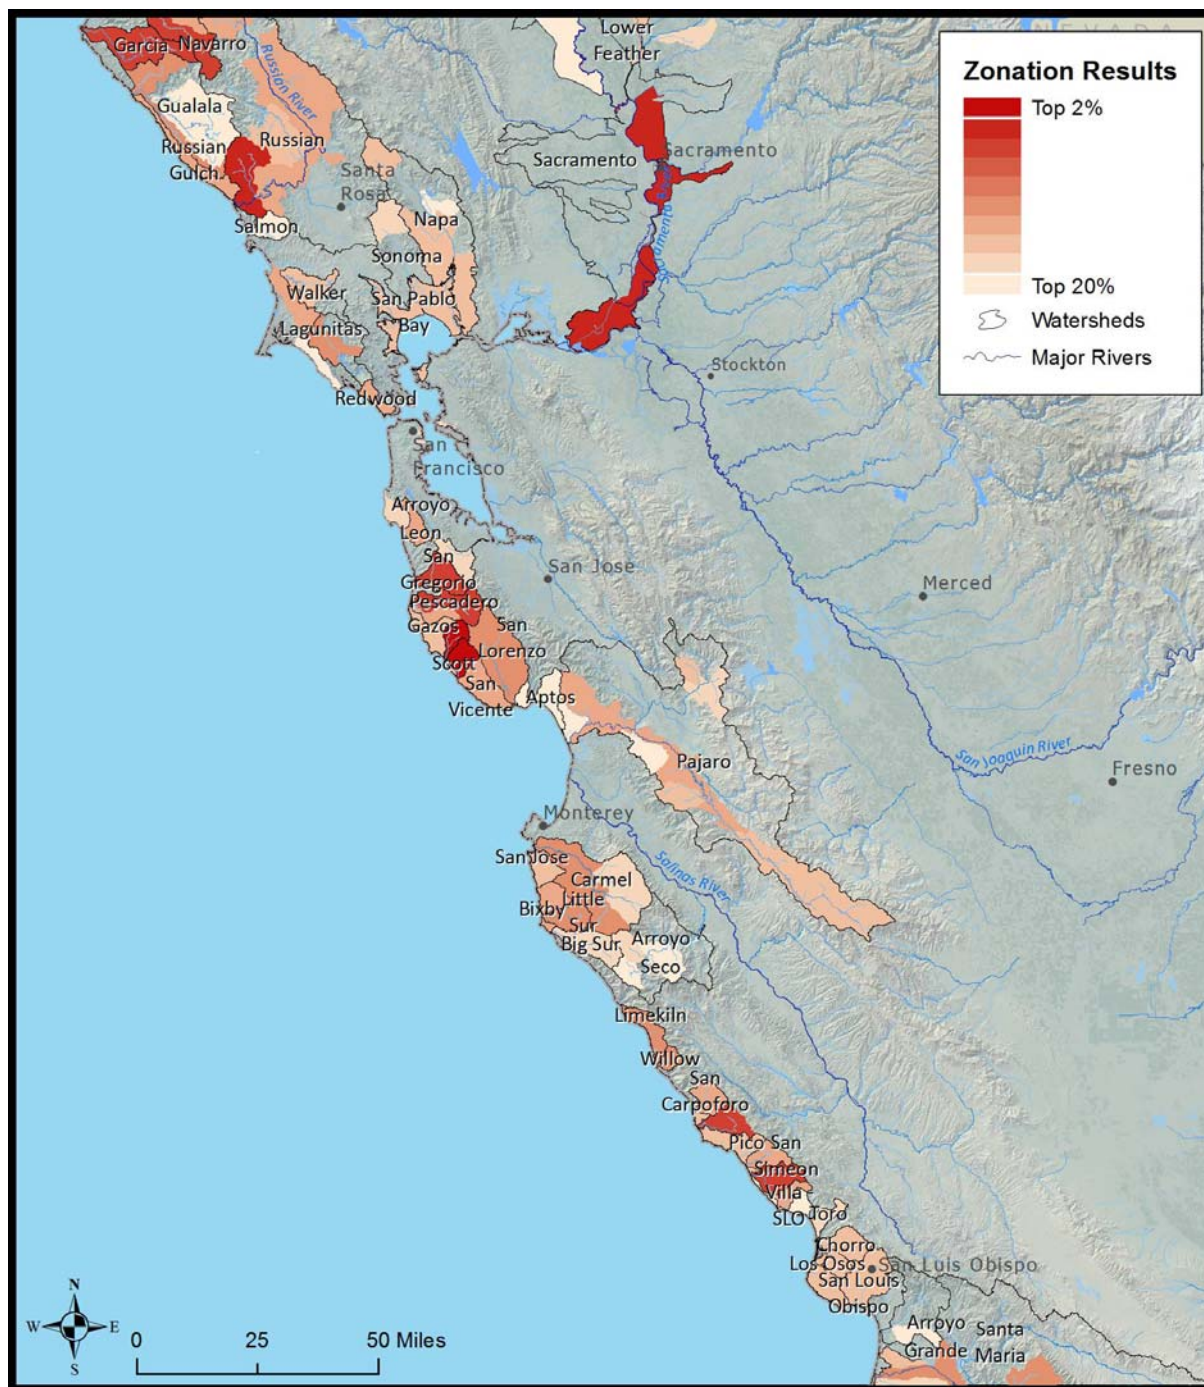 Lower
Feather
NEVADA
Garcia
Navarro
Russian River
Gualala
Russian
Russian
Gulch
Santa
Rosa
Salmon
Napa
Sonoma
Sacramento
Sacramento
Sacramento River
Walker
San Pablo
Bay
Lagunitas
Redwood
Stockton
San
Francisco
Arroyo
Leon
San
Gregorio
San Jose
Pescadero
Merced
Gazos
San
Lorenzo
Scott
San
Vicente
Aptos
Pajaro
San Joaquin River
Fresno
Monterey
San Jose
Salinas River
Carmel
Little
Sur
Bixby
Big Sur
Arroyo
Seco
Limekiln
Willow
San
Carpoforo
Pico San
Simeon
Villa
SLO
Toro
Chorro
Los Osos
San Luis Obispo
San Louis
Obispo
Arroyo
Grande
Santa
Maria
Zonation Results
Top 2%
Top 20%
Watersheds
Major Rivers
N
W
E
S
0
25
50 Miles